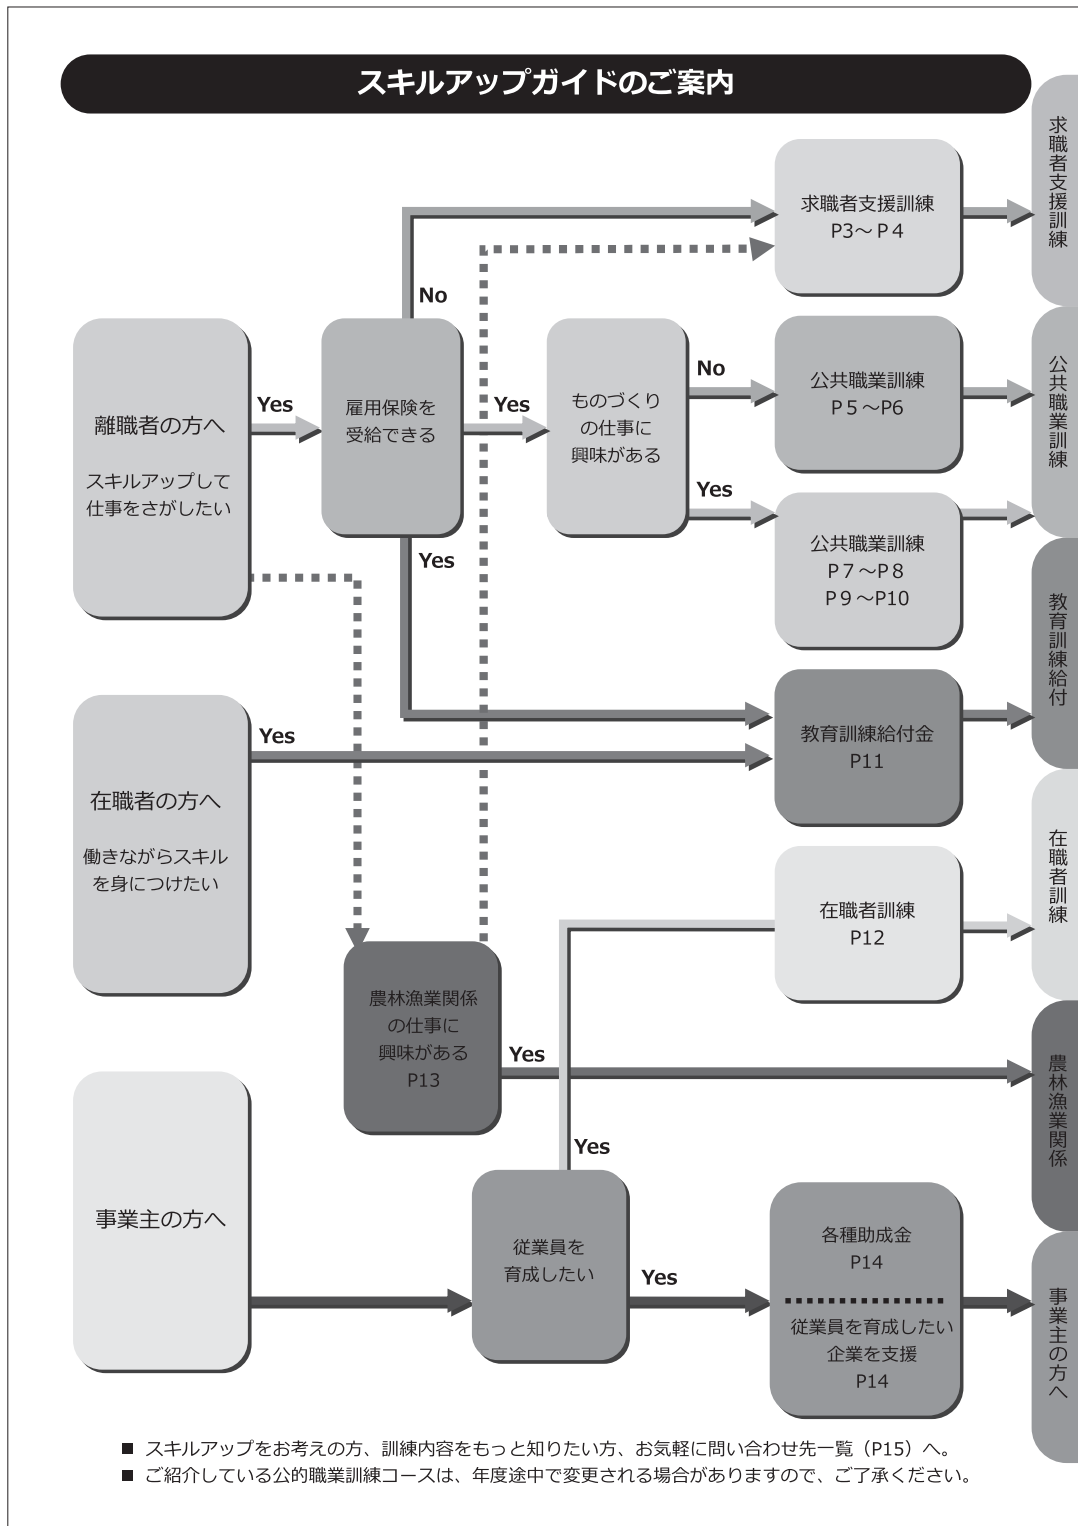 スキルアップガイドのご案内
求職者支援訓練
P3～P４
求職者支援訓練
No
離職者の方へ
スキルアップして
仕事をさがしたい
Yes
雇用保険を
受給できる
Yes
ものづくり
の仕事に
興味がある
No
公共職業訓練
P５～P6
公共職業訓練
Yes
公共職業訓練
P７～P８
P９～P10
Yes
教育訓練給付
在職者の方へ
働きながらスキル
を身につけたい
Yes
教育訓練給付金
P11
在職者訓練
P12
在職者訓練
農林漁業関係
の仕事に
興味がある
P13
Yes
農林漁業関係
事業主の方へ
Yes
従業員を
育成したい
Yes
各種助成金
P14
従業員を育成したい
企業を支援
P14
事業主の方へ
■ スキルアップをお考えの方、訓練内容をもっと知りたい方、お気軽に問い合わせ先一覧（P15）へ。
■ ご紹介している公的職業訓練コースは、年度途中で変更される場合がありますので、ご了承ください。